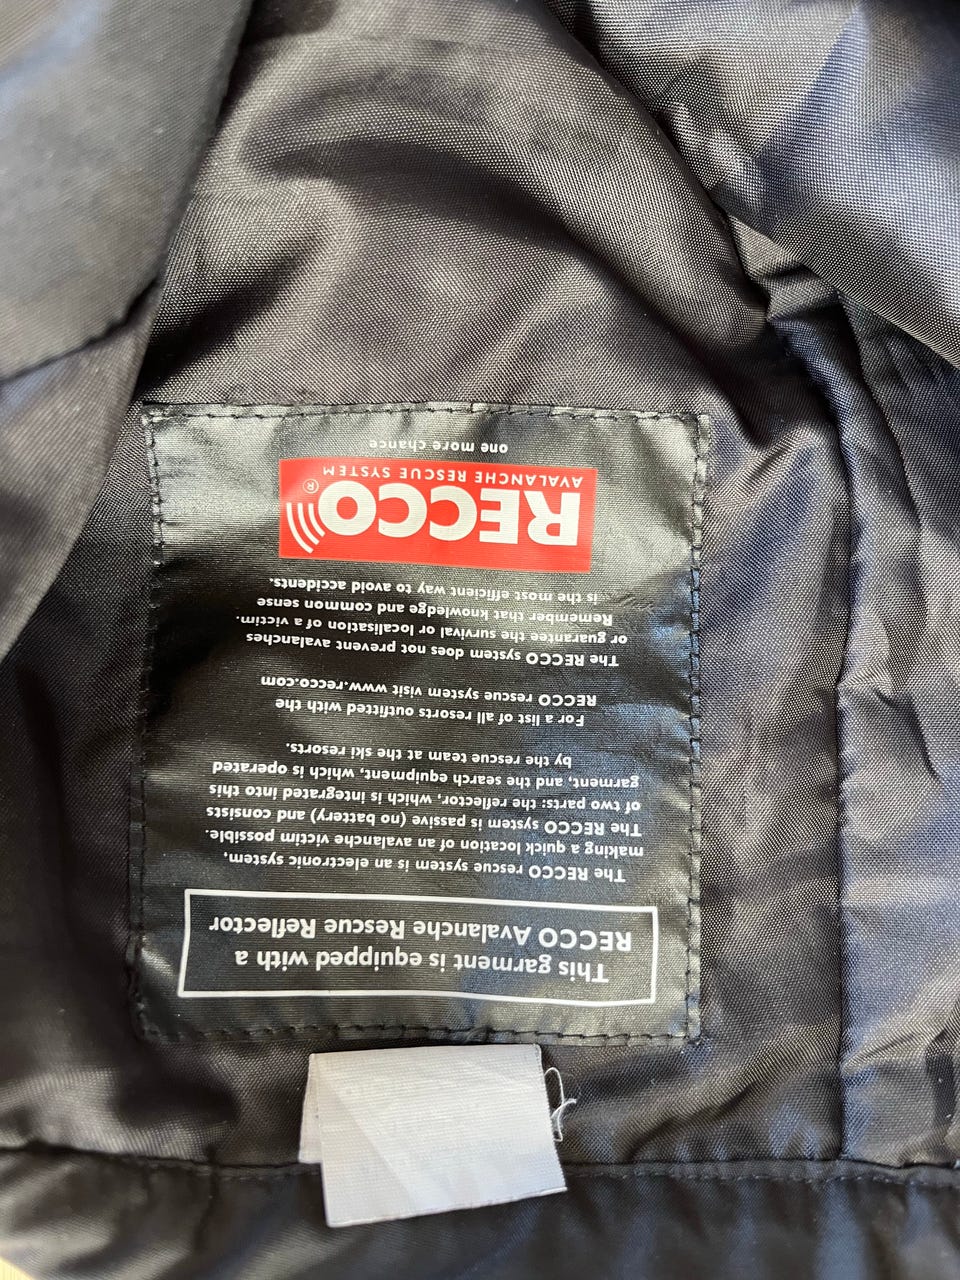 This garment is equipped with a
RECCO Avalanche Rescue Reflector
The RECCO rescue system is an electronic system,
making a quick location of an avalanche victim possible.
The RECCO system is passive (no battery) and consists
of two parts: the reflector, which is integrated into this
garment, and the search equipment, which is operated
by the rescue team at the ski resorts.
For a list of all resorts outfitted with the
RECCO rescue system visit www.recco.com
The RECCO system does not prevent avalanches
or guarantee the survival or localisation of a victim.
Remember that knowledge and common sense
is the most efficient way to avoid accidents.
RECCO®
AVALANCHE RESCUE SYSTEM
one more chance